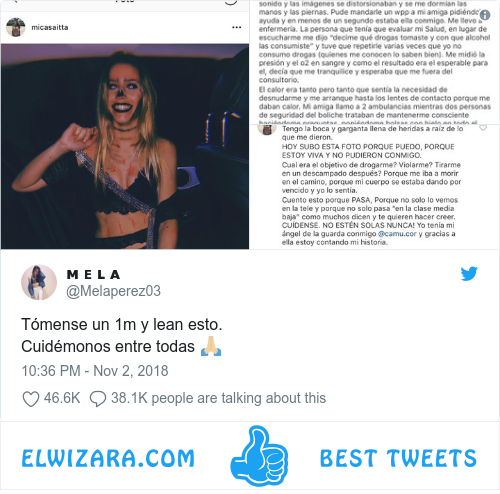 micasaitta
sonido y las imágenes se distorsionaban y se me dormían las
manos y las piernas. Pude mandarle un wpp a mi amiga pidiéndole
ayuda y en menos de un segundo estaba ella conmigo. Me llevo a
enfermería. La persona que tenía que evaluar mi Salud, en lugar de
escucharme me dijo "decime qué drogas tomaste y con que alcohol
las consumiste" y tuve que repetirle varias veces que yo no
consumo drogas (quienes me conocen lo saben bien). Me midió la
presión y el o2 en sangre y como el resultado era el esperable para
el, decía que me tranquilice y esperaba que me fuera del
consultorio.
El calor era tanto pero tanto que sentía la necesidad de
desnudarme y me arranque hasta los lentes de contacto porque me
daban calor. Mi amiga llamo a 2 ambulancias mientras dos personas
de seguridad del boliche trataban de mantenerme consciente
Tengo la boca y garganta llena de heridas a raíz de lo
que me dieron.
HOY SUBO ESTA FOTO PORQUE PUEDO, PORQUE
ESTOY VIVA Y NO PUDIERON CONMIGO.
Cual era el objetivo de drogarme? Violarme? Tirarme
en un descampado después? Porque me iba a morir
en el camino, porque mi cuerpo se estaba dando por
vencido y yo lo sentía.
Cuento esto porque PASA, Porque no solo lo vemos
en la tele y porque no solo pasa "en la clase media
baja" como muchos dicen y te quieren hacer creer.
CUÍDENSE. NO ESTÉN SOLAS NUNCA! Yo tenía mi
ángel de la guarda conmigo @camu.cor y gracias a
ella estoy contando mi historia.
M E L A
@Melaperez03
Tómense un 1m y lean esto.
Cuidémonos entre todas 🙏🏼
10:36 PM - Nov 2, 2018
46.6K 38.1K people are talking about this
ELWIZARA.COM BEST TWEETS